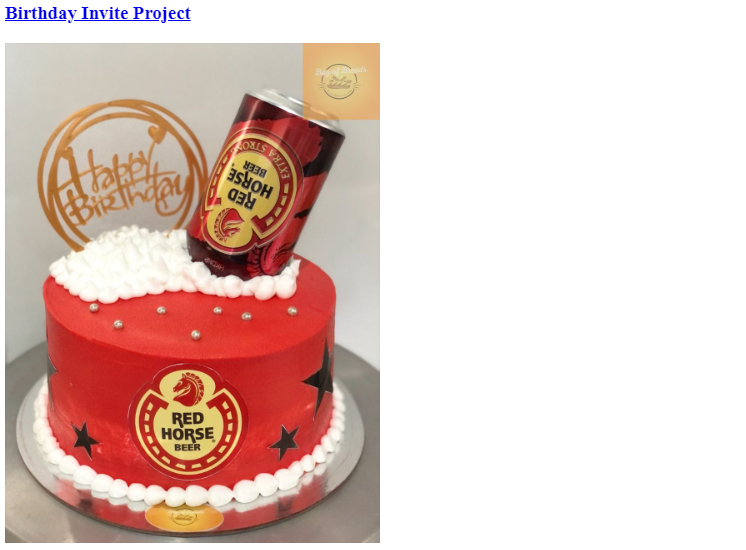 Birthday Invite Project
Happy
Birthday
EXTRA STRONG
RED
HORSE
BEER
RED
HORSE
BEER